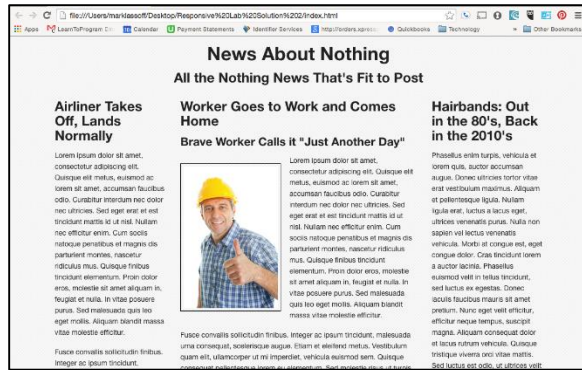 file:///Users/marklassoff/Desktop/Responsive%20Lab%20Solution%202/index.html
Apps
Calendar
Payment Statements
Identifier Services
Quickbooks
Technology
Other Bookmarks
News About Nothing
All the Nothing News That's Fit to Post
Airliner Takes
Off, Lands
Normally
Lorem ipsum dolor sit amet,
consectetur adipiscing elit.
Quisque elit metus, euismod ac
lorem sit amet, accumsan faucibus
odio. Curabitur interdum nec dolor
nec ultricies. Sed eget erat et est
tincidunt mattis id ut nisl. Nam
nec efficitur enim. Cum sociis
natoque penatibus et magnis dis
parturient montes, nascetur
ridiculus mus. Quisque finibus
tincidunt elementum. Proin dolor
eros, molestie sit amet aliquam in,
feugiat et nulla. In vitae posuere
purus. Sed malesuada quis leo
eget mollis. Aliquam blandit massa
vitae molestie efficitur.
Fusce convallis sollicitudin finibus.
Integer ac ipsum tincidunt,
Worker Goes to Work and Comes
Home
Brave Worker Calls it "Just Another Day"
Lorem ipsum dolor sit amet,
consectetur adipiscing elit.
Quisque elit metus, euismod ac
lorem sit amet, accumsan faucibus
odio. Curabitur interdum nec dolor
nec ultricies. Sed eget erat et
est tincidunt mattis id ut nisl. Nam
nec efficitur enim. Cum sociis
natoque penatibus et magnis dis
parturient montes, nascetur ridiculus
mus. Quisque finibus tincidunt
elementum. Proin dolor eros, molestie
sit amet aliquam in, feugiat et nulla. In
vitae posuere purus. Sed malesuada
quis leo eget mollis. Aliquam blandit
massa vitae molestie efficitur.
Fusce convallis sollicitudin finibus. Integer ac ipsum tincidunt, malesuada
urna consequat, scelerisque augue. Etiam et eleifend metus. Vestibulum
quam elit, ullamcorper ut mi imperdiet, vehicula euismod sem. Quisque
Hairbands: Out
in the 80's, Back
in the 2010's
Phasellus enim turpis, vehicula et
lorem quis, auctor accumsan
augue. Donec ultricies tortor vitae
erat vestibulum maximus. Aliquam
et pellentesque ligula. Nullam
ligula erat, luctus a lacus eget,
ultrices venenatis purus. Nulla non
sapien vel lectus venenatis
vehicula. Morbi at congue est, eget
congue dolor. Cras tincidunt lorem
a auctor lacinia. Phasellus
euismod velit in tellus tincidunt,
sed luctus ex egestas. Donec
iaculis faucibus mauris sit amet
pretium. Nunc eget velit efficitur,
efficitur neque tempus, suscipit
magna. Aliquam consequat dolor
et lacus rutrum vehicula. Quisque
tristique viverra orci vitae mattis.
Sed luctus est odio, ut ultrices velit